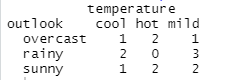 temperature
outlook cool hot mild
overcast 1 2 1
rainy 2 0 3
sunny 1 2 2